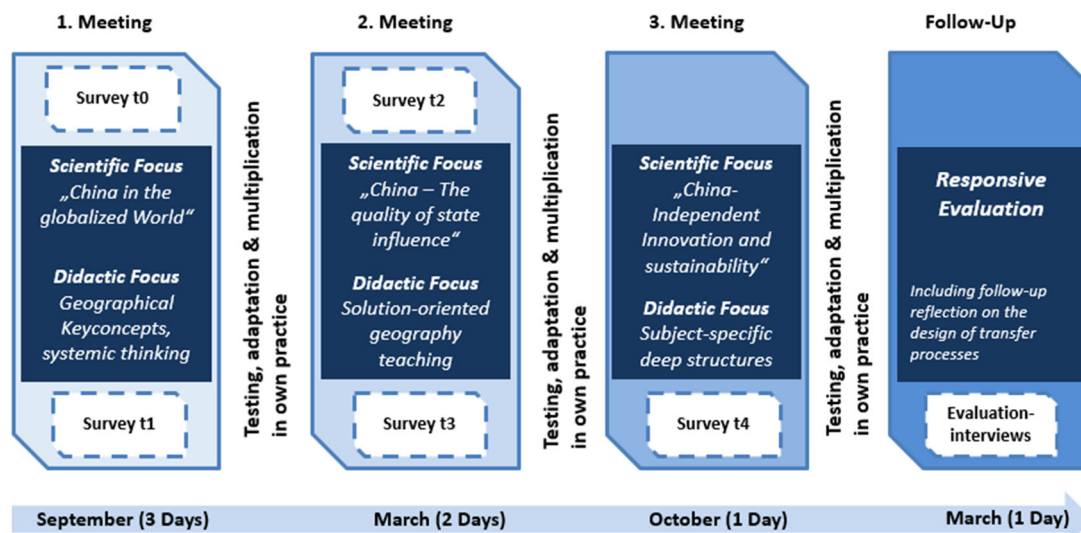 1. Meeting
Survey t0
Scientific Focus
„China in the
globalized World“
Didactic Focus
Geographical
Keyconcepts,
systemic thinking
Survey t1
September (3 Days)
Testing, adaptation & multiplication
in own practice
2. Meeting
Survey t2
Scientific Focus
„China – The
quality of state
influence“
Didactic Focus
Solution-oriented
geography
teaching
Survey t3
March (2 Days)
Testing, adaptation & multiplication
in own practice
3. Meeting
Scientific Focus
„China-
Independent
Innovation and
sustainability“
Didactic Focus
Subject-specific
deep structures
Survey t4
October (1 Day)
Testing, adaptation & multiplication
in own practice
Follow-Up
Responsive
Evaluation
Including follow-up
reflection on the
design of transfer
processes
Evaluation-
interviews
March (1 Day)